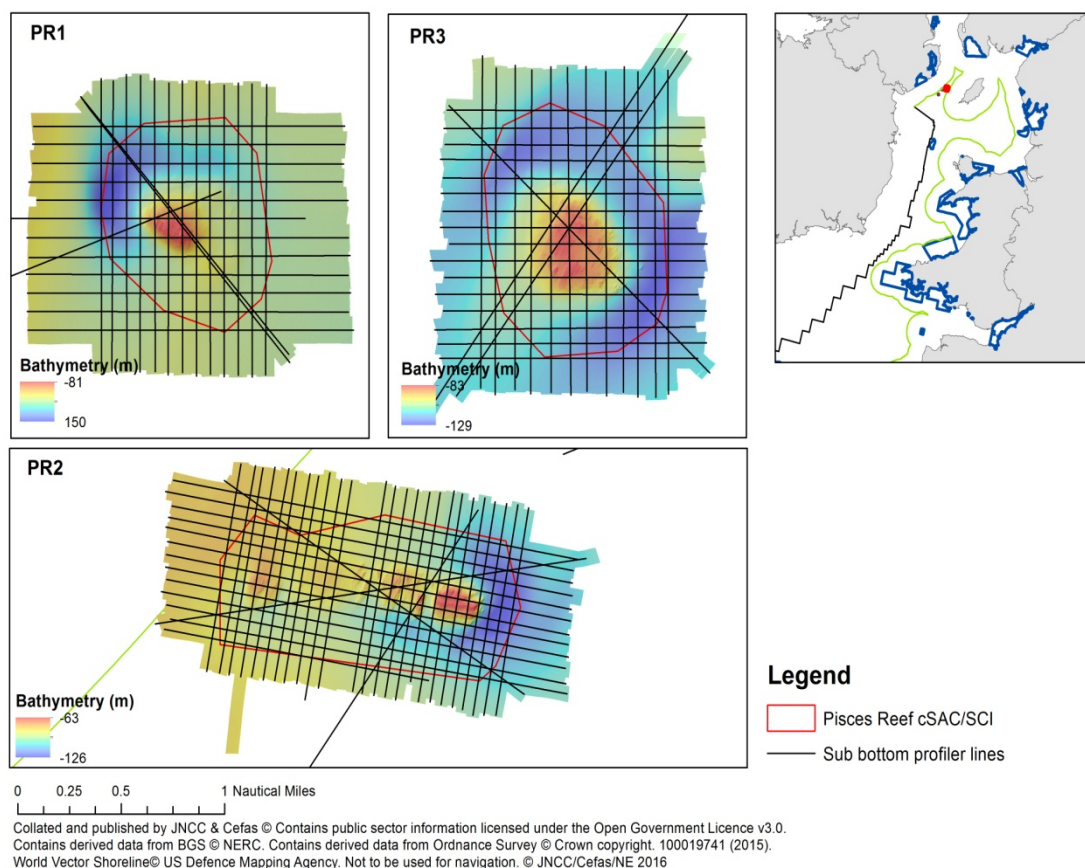 PR1
Bathymetry (m)
-81
150
PR3
Bathymetry (m)
-83
-129
PR2
Bathymetry (m)
-63
-126
Legend
Pisces Reef cSAC/SCI
Sub bottom profiler lines
0 0.25 0.5 1 Nautical Miles
Collated and published by JNCC & Cefas © Contains public sector information licensed under the Open Government Licence v3.0.
Contains derived data from BGS © NERC. Contains derived data from Ordnance Survey © Crown copyright. 100019741 (2015).
World Vector Shoreline© US Defence Mapping Agency. Not to be used for navigation. © JNCC/Cefas/NE 2016